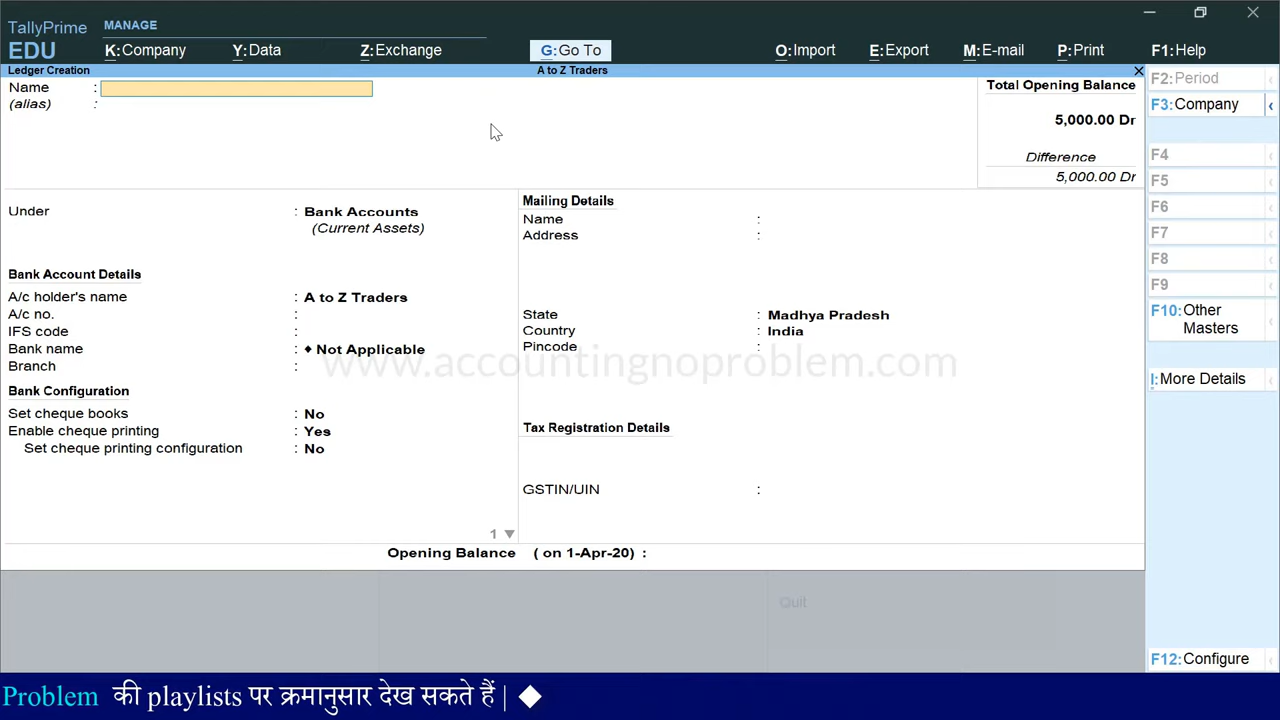 TallyPrime
EDU
MANAGE
K:Company
Y:Data
Z:Exchange
G:Go To
O:Import
E:Export
M:E-mail
P:Print
F1:Help
Ledger Creation
A to Z Traders
Name :
(alias) :
Total Opening Balance
5,000.00 Dr
Difference
5,000.00 Dr
Under : Bank Accounts
(Current Assets)
Bank Account Details
A/c holder's name : A to Z Traders
A/c no. :
IFS code :
Bank name : ♦ Not Applicable
Branch :
Bank Configuration
Set cheque books : No
Enable cheque printing : Yes
Set cheque printing configuration : No
1 ▼
Mailing Details
Name :
Address :
State : Madhya Pradesh
Country : India
Pincode :
www.accountingnoproblem.com
Tax Registration Details
GSTIN/UIN :
Opening Balance ( on 1-Apr-20) :
Quit
F2:Period
F3:Company
F4
F5
F6
F7
F8
F9
F10:Other
Masters
I:More Details
F12:Configure
Problem की playlists पर क्रमानुसार देख सकते हैं | ◆